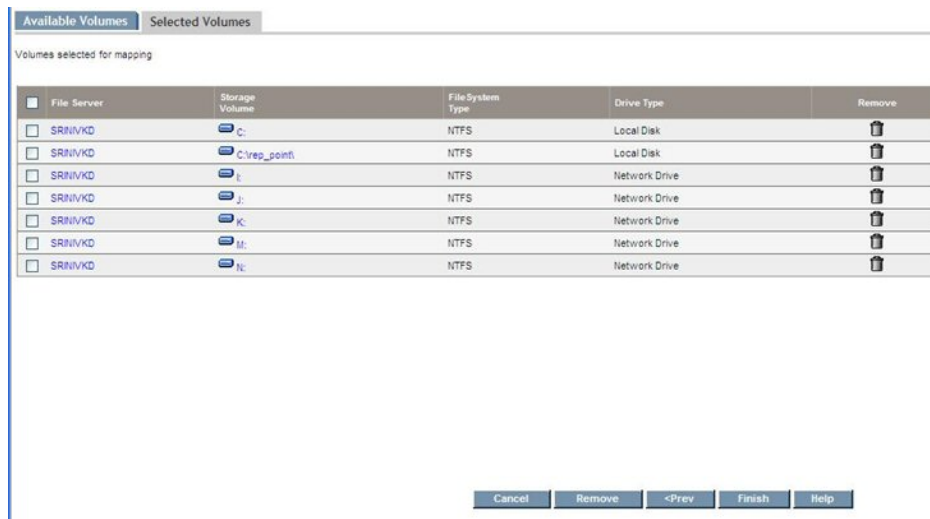 Available Volumes Selected Volumes
Volumes selected for mapping
File Server Storage Volume FileSystem Type Drive Type Remove
SRINIVKD C: NTFS Local Disk
SRINIVKD C:\rep_point\ NTFS Local Disk
SRINIVKD I: NTFS Network Drive
SRINIVKD J: NTFS Network Drive
SRINIVKD K: NTFS Network Drive
SRINIVKD M: NTFS Network Drive
SRINIVKD N: NTFS Network Drive
Cancel Remove <Prev Finish Help